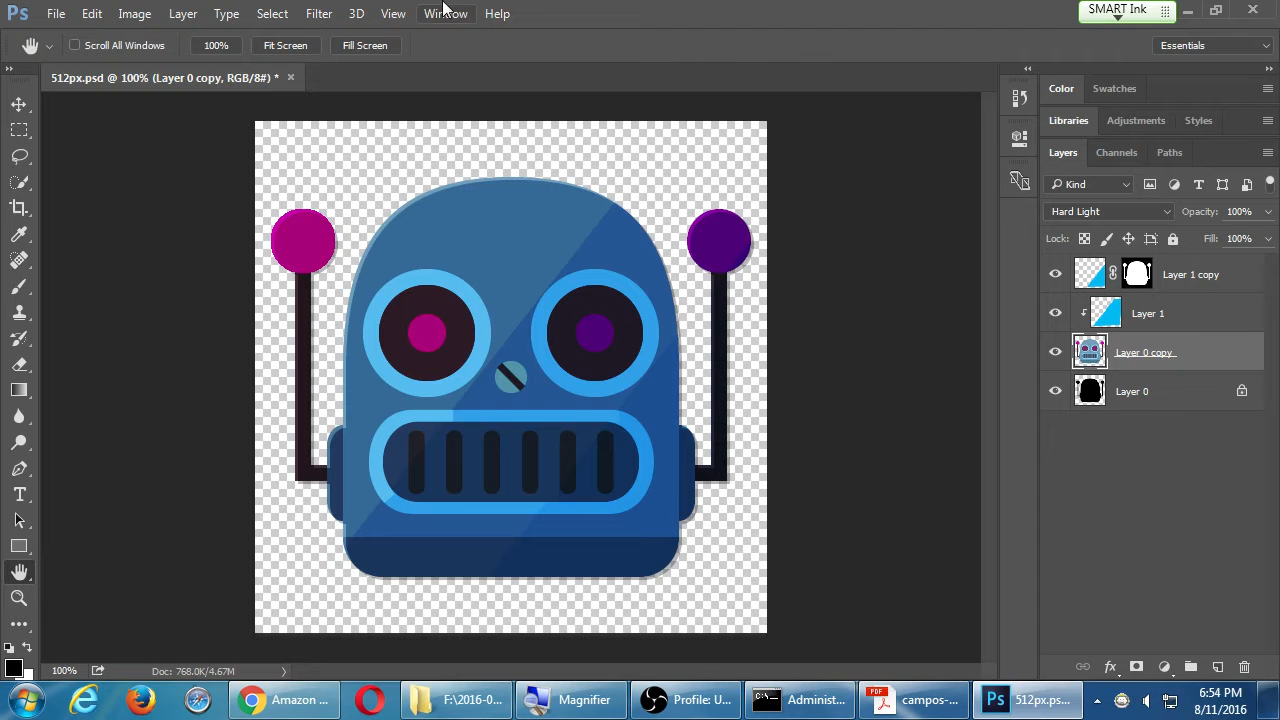 Ps File Edit Image Layer Type Select Filter 3D View Window Help SMART Ink
Scroll All Windows 100% Fit Screen Fill Screen Essentials
512px.psd @ 100% (Layer 0 copy, RGB/8#) *
Color Swatches
Libraries Adjustments Styles
Layers Channels Paths
Kind
Hard Light Opacity: 100%
Lock: Fill: 100%
Layer 1 copy
Layer 1
Layer 0 copy
Layer 0
100% Doc: 768.0K/4.67M
Amazon ... F:\2016-0... Magnifier Profile: U... Administ... campos-... 512px.ps... 6:54 PM
8/11/2016